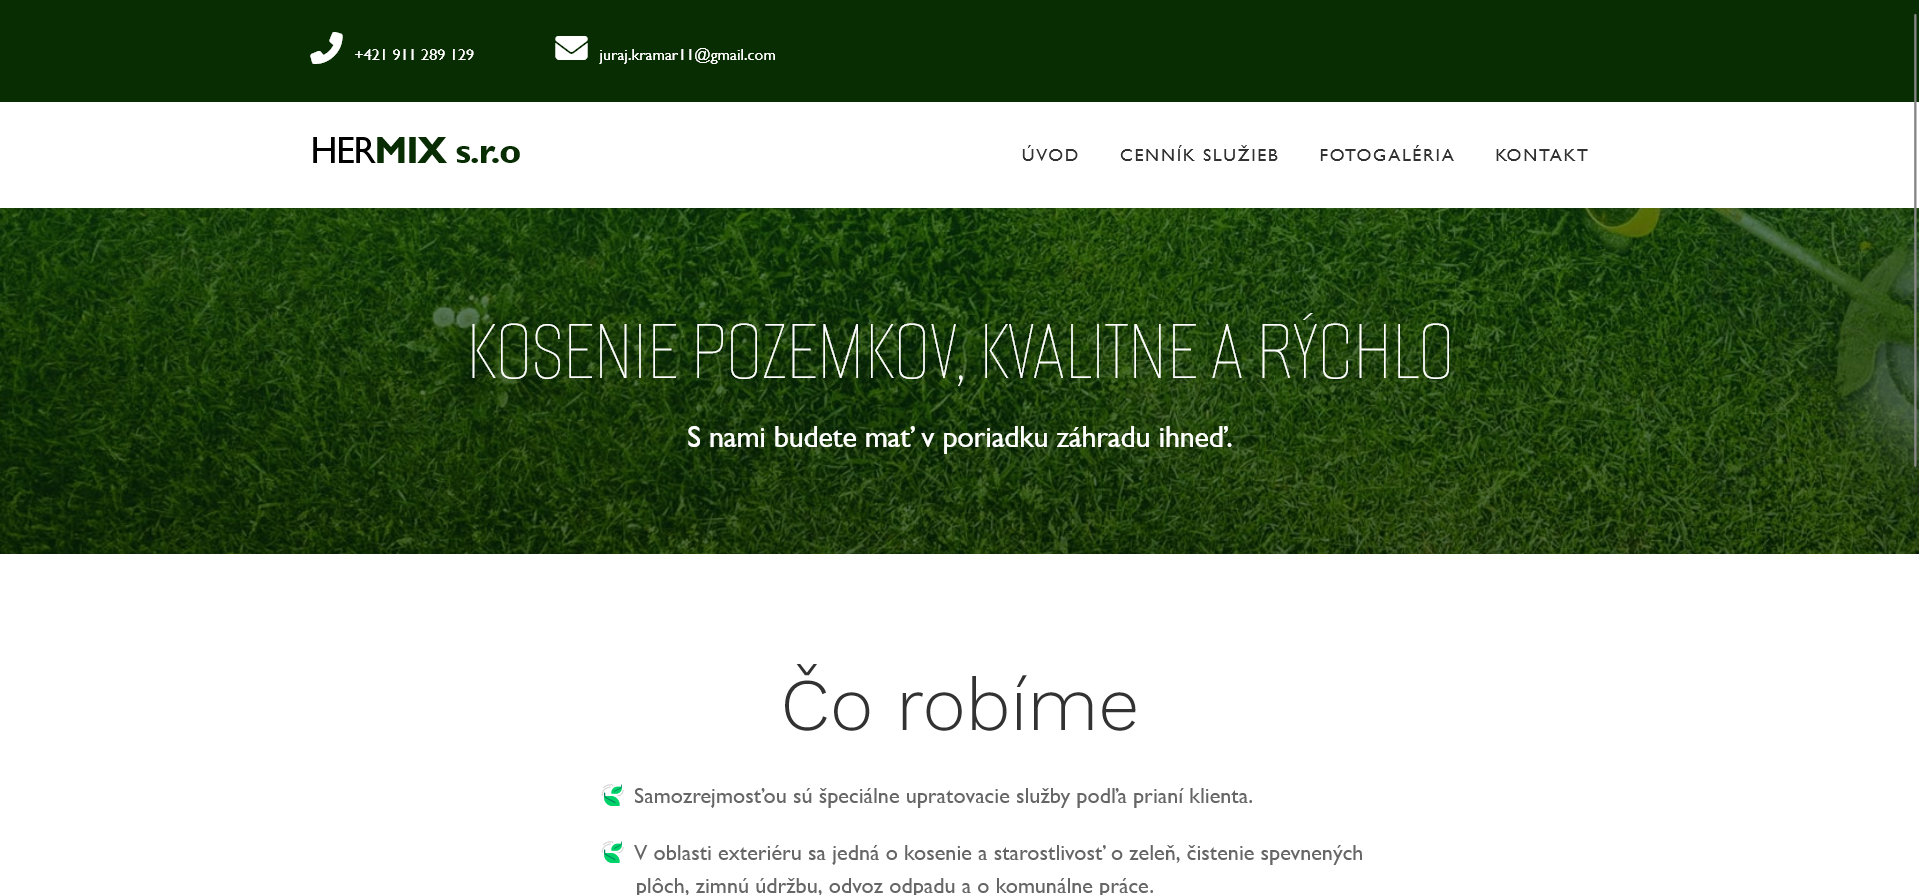 +421 911 289 129
juraj.kramar11@gmail.com
HERMIX s.r.o
ÚVOD
CENNÍK SLUŽIEB
FOTOGALÉRIA
KONTAKT
KOSENIE POZEMKOV, KVALITNE A RÝCHLO
S nami budete mať v poriadku záhradu ihneď.
Čo robíme
Samozrejmosťou sú špeciálne upratovacie služby podľa prianí klienta.
V oblasti exteriéru sa jedná o kosenie a starostlivosť o zeleň, čistenie spevnených
plôch, zimnú údržbu, odvoz odpadu a o komunálne práce.